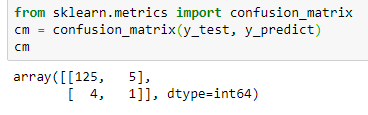 from sklearn.metrics import confusion_matrix
cm = confusion_matrix(y_test, y_predict)
cm
array([[125,   5],
       [  4,   1]], dtype=int64)